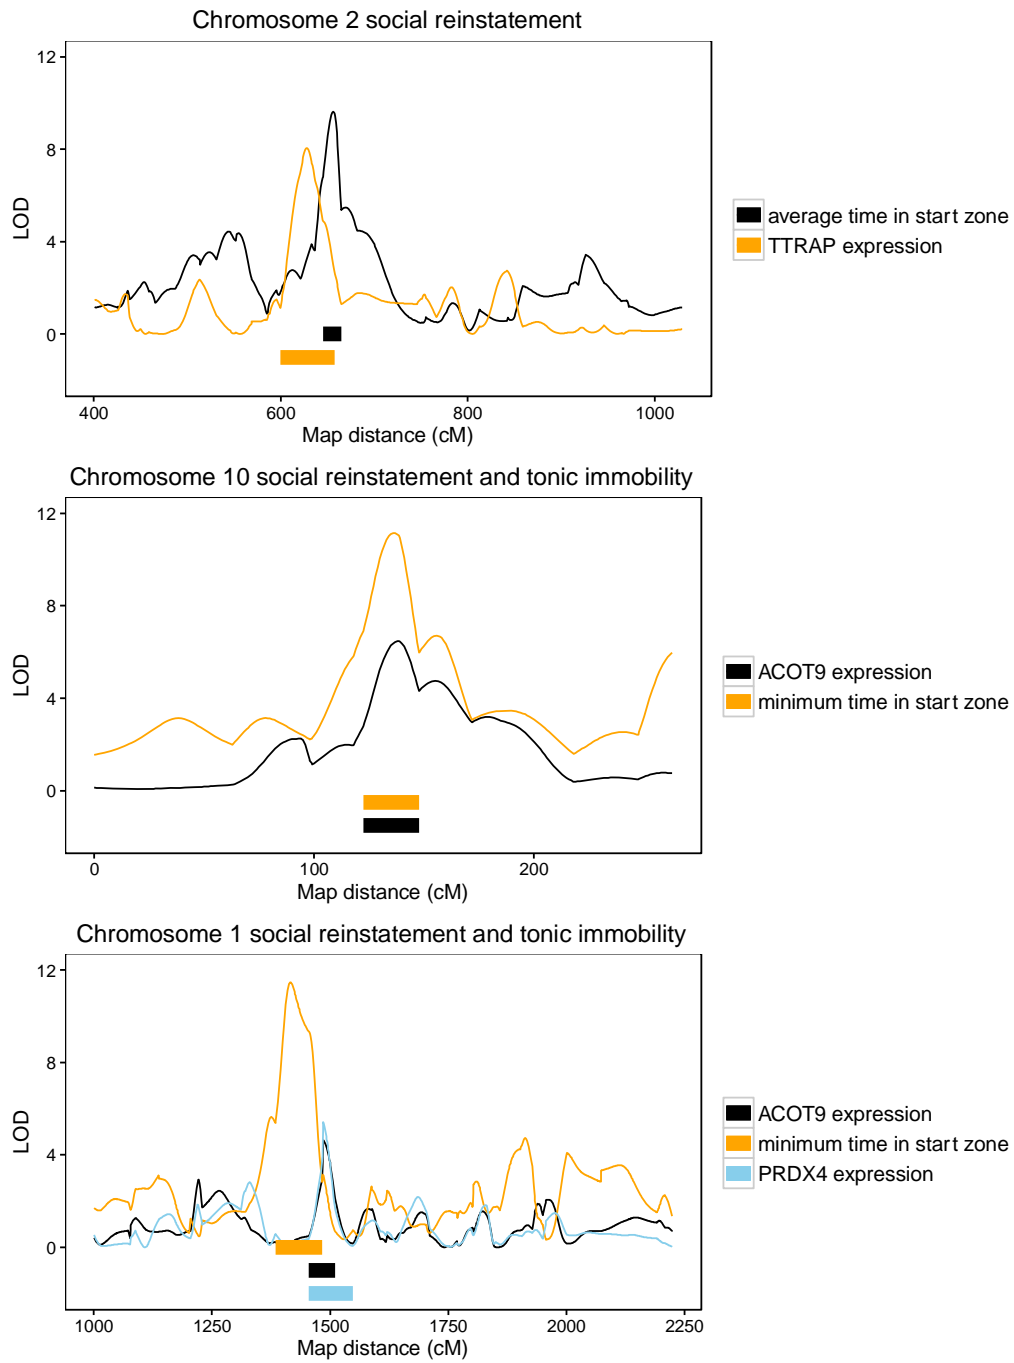 Chromosome 2 social reinstatement
12
8
4
0
LOD
400 600 800 1000
Map distance (cM)
average time in start zone
TTRAP expression
Chromosome 10 social reinstatement and tonic immobility
12
8
4
0
LOD
0 100 200
Map distance (cM)
ACOT9 expression
minimum time in start zone
Chromosome 1 social reinstatement and tonic immobility
12
8
4
0
LOD
1000 1250 1500 1750 2000 2250
Map distance (cM)
ACOT9 expression
minimum time in start zone
PRDX4 expression